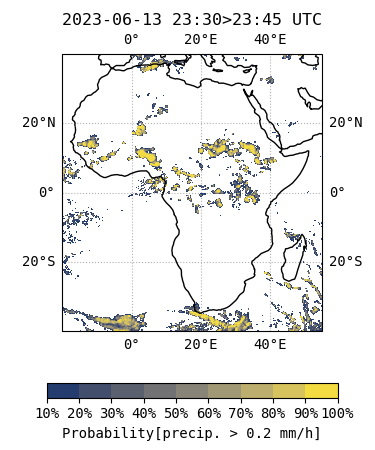 2023-06-13 23:30>23:45 UTC
0° 20°E 40°E
20°N 20°N
0° 0°
20°S 20°S
0° 20°E 40°E
10% 20% 30% 40% 50% 60% 70% 80% 90% 100%
Probability[precip. > 0.2 mm/h]